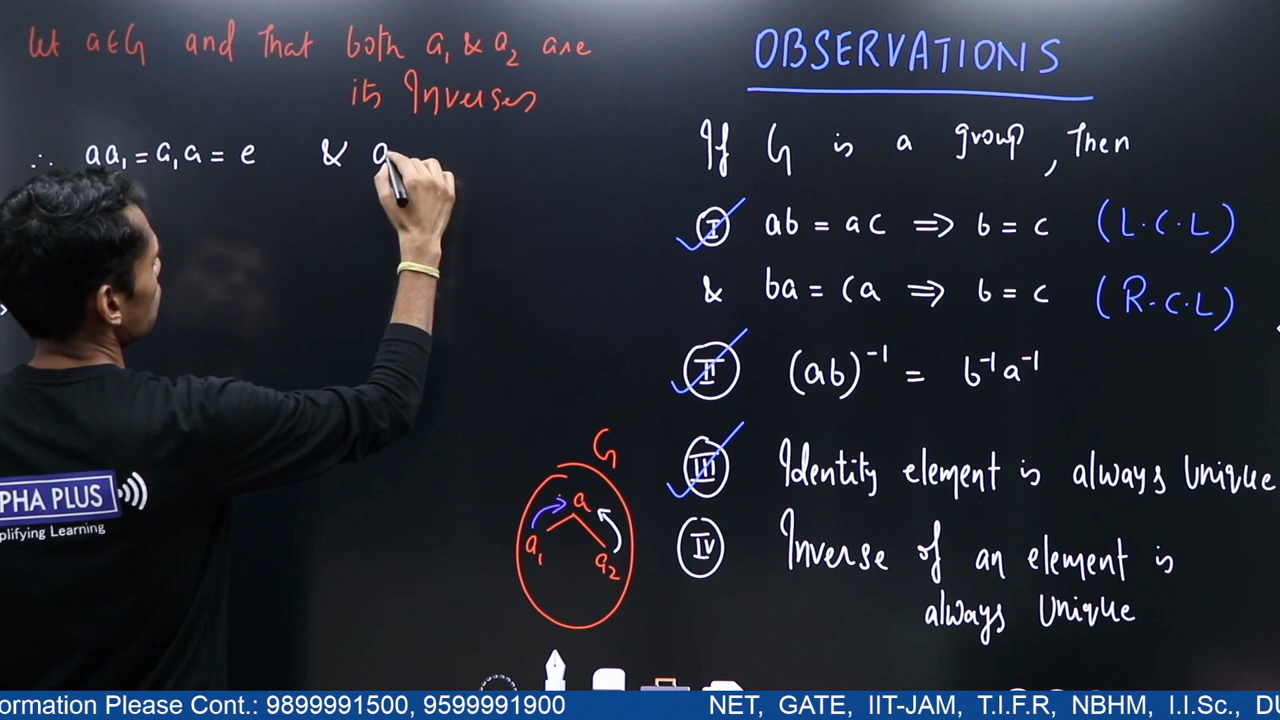 Let a∈G and that both a₁ & a₂ are
its Inverses
∴ aa₁ = a₁a = e & a
OBSERVATIONS
If G is a group, Then
I ab = ac ⇒ b = c (L.C.L)
& ba = ca ⇒ b = c (R.C.L)
II (ab)⁻¹ = b⁻¹a⁻¹
III Identity element is always Unique
IV Inverse of an element is
always Unique
G
a
a₁ a₂
PHA PLUS
plifying Learning
ormation Please Cont.: 9899991500, 9599991900 NET, GATE, IIT-JAM, T.I.F.R, NBHM, I.I.Sc., DU